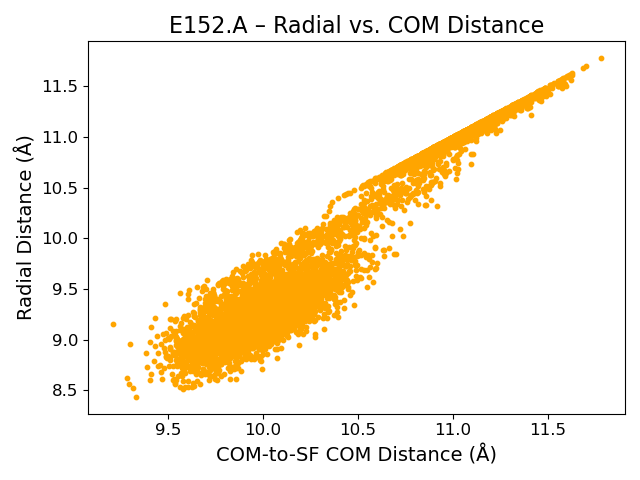 E152.A – Radial vs. COM Distance
Radial Distance (Å)
11.5
11.0
10.5
10.0
9.5
9.0
8.5
9.5 10.0 10.5 11.0 11.5
COM-to-SF COM Distance (Å)